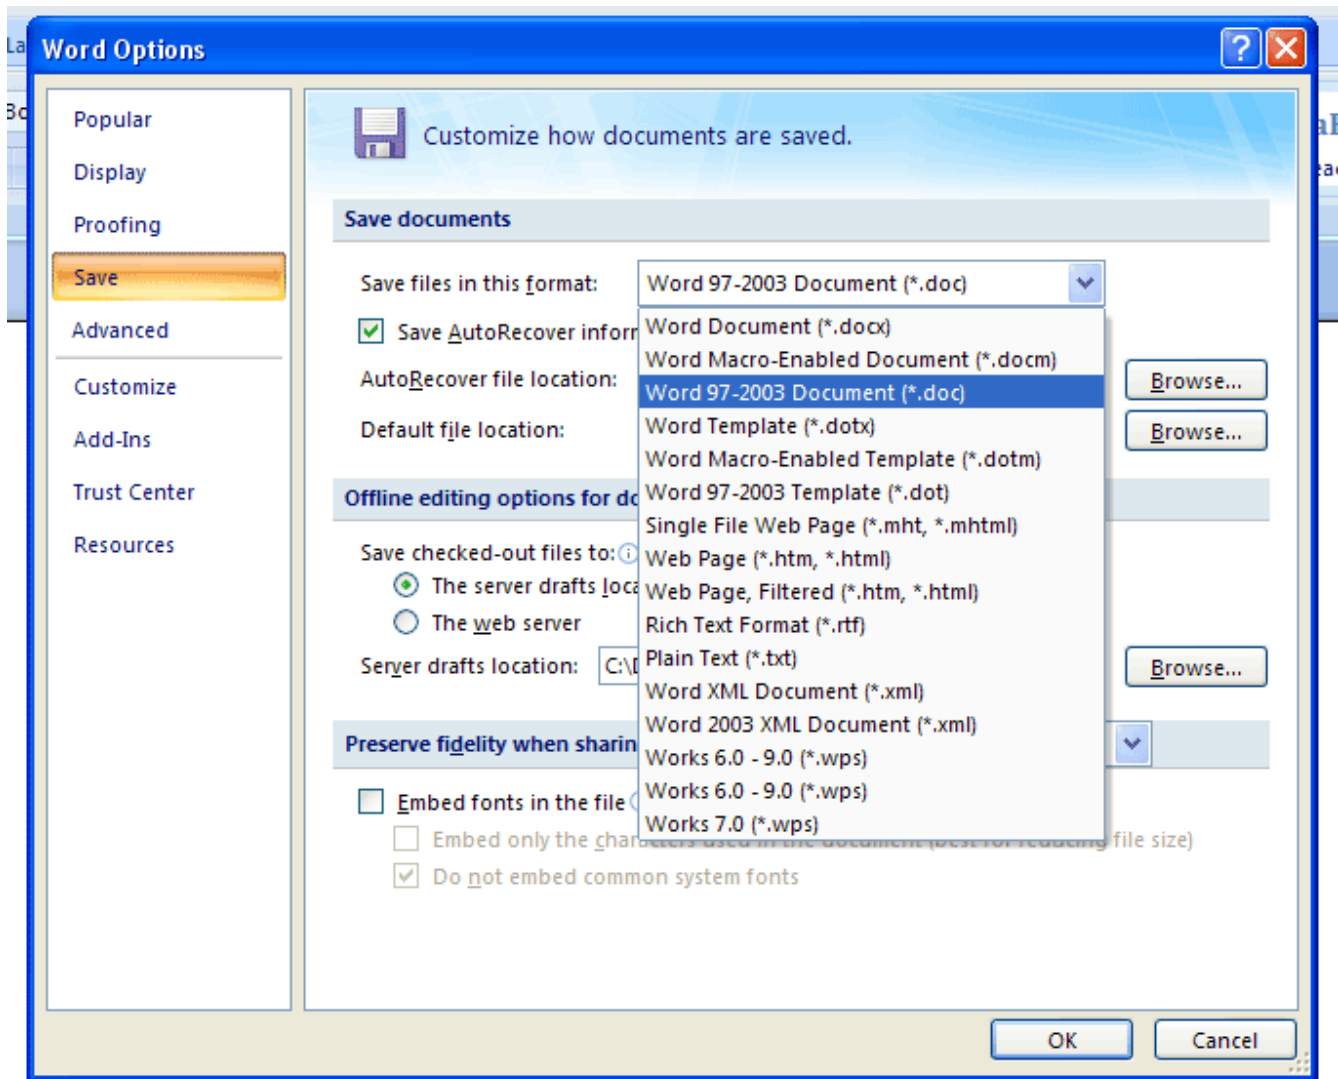 Word Options
Popular
Display
Proofing
Save
Advanced
Customize
Add-Ins
Trust Center
Resources
Customize how documents are saved.
Save documents
Save files in this format: Word 97-2003 Document (*.doc)
Save AutoRecover
AutoRecover file location: Browse...
Default file location: Browse...
Word Document (*.docx)
Word Macro-Enabled Document (*.docm)
Word 97-2003 Document (*.doc)
Word Template (*.dotx)
Word Macro-Enabled Template (*.dotm)
Word 97-2003 Template (*.dot)
Single File Web Page (*.mht, *.mhtml)
Web Page (*.htm, *.html)
Web Page, Filtered (*.htm, *.html)
Rich Text Format (*.rtf)
Plain Text (*.txt)
Word XML Document (*.xml)
Word 2003 XML Document (*.xml)
Works 6.0 - 9.0 (*.wps)
Works 6.0 - 9.0 (*.wps)
Works 7.0 (*.wps)
Offline editing options for
Save checked-out files to:
The server drafts
The web server
Server drafts location: Browse...
Preserve fidelity when
Embed fonts in the file
Embed only the characters used in the document (best for reducing file size)
Do not embed common system fonts
OK Cancel